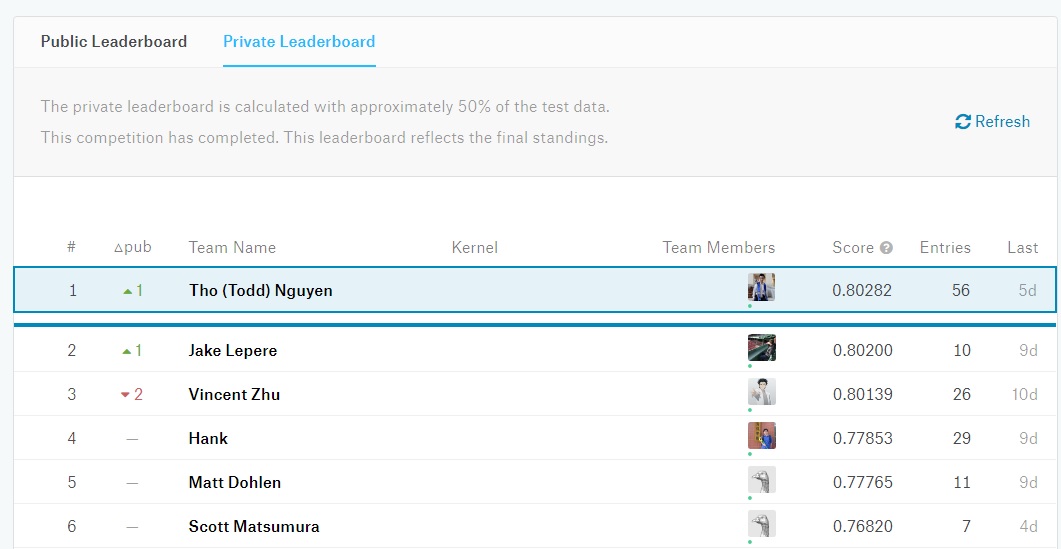 Public Leaderboard Private Leaderboard
The private leaderboard is calculated with approximately 50% of the test data.
This competition has completed. This leaderboard reflects the final standings.
Refresh
# △pub Team Name Kernel Team Members Score ? Entries Last
1 ▲1 Tho (Todd) Nguyen 0.80282 56 5d
2 ▲1 Jake Lepere 0.80200 10 9d
3 ▼2 Vincent Zhu 0.80139 26 10d
4 — Hank 0.77853 29 9d
5 — Matt Dohlen 0.77765 11 9d
6 — Scott Matsumura 0.76820 7 4d